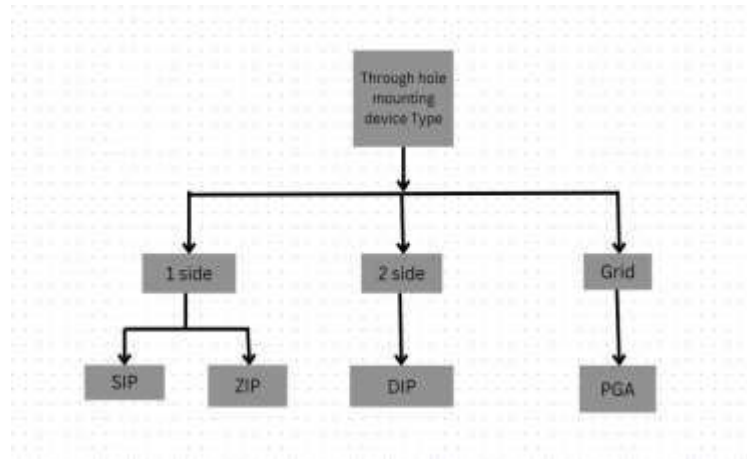 Through hole
mounting
device Type
1 side
2 side
Grid
SIP
ZIP
DIP
PGA